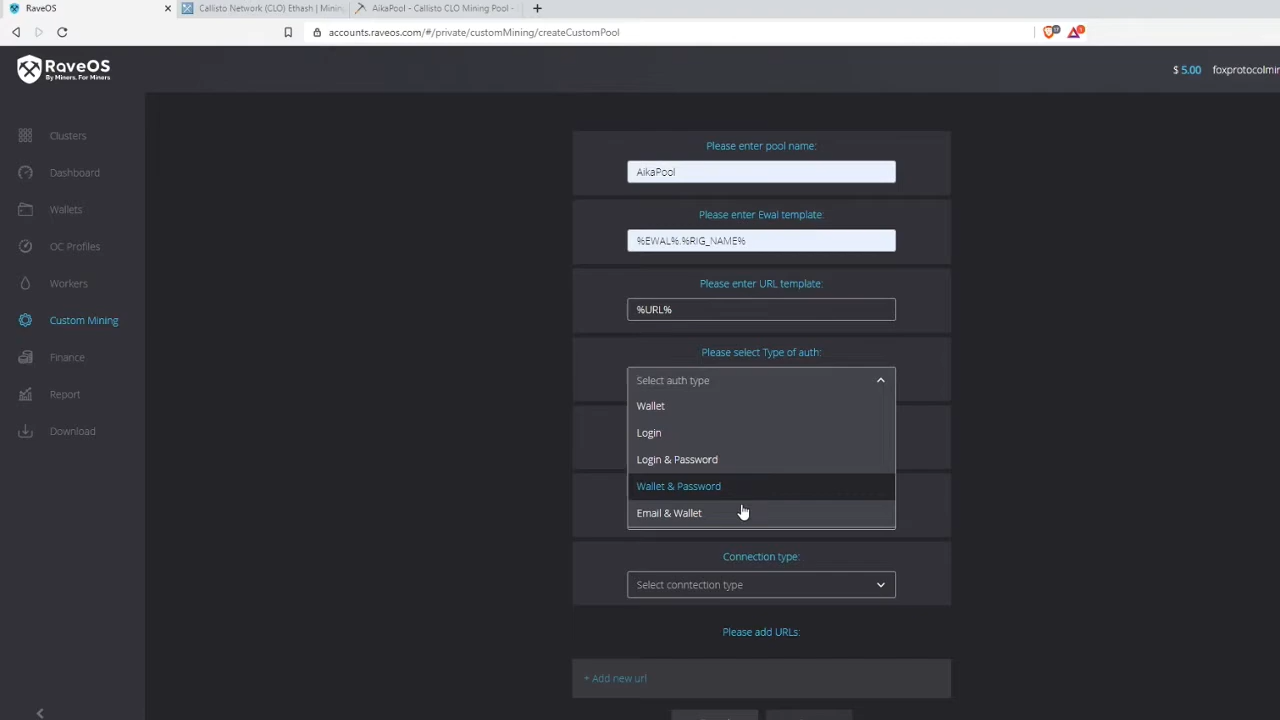 RaveOS
Callisto Network (CLO) Ethash | Mining
AikaPool - Callisto CLO Mining Pool -
accounts.raveos.com/#/private/customMining/createCustomPool
RaveOS
By Miners. For Miners
$ 5.00
foxprotocolmin
Clusters
Dashboard
Wallets
OC Profiles
Workers
Custom Mining
Finance
Report
Download
Please enter pool name:
AikaPool
Please enter Ewal template:
%EWAL%.%RIG_NAME%
Please enter URL template:
%URL%
Please select Type of auth:
Select auth type
Wallet
Login
Login & Password
Wallet & Password
Email & Wallet
Connection type:
Select conntection type
Please add URLs:
+ Add new url